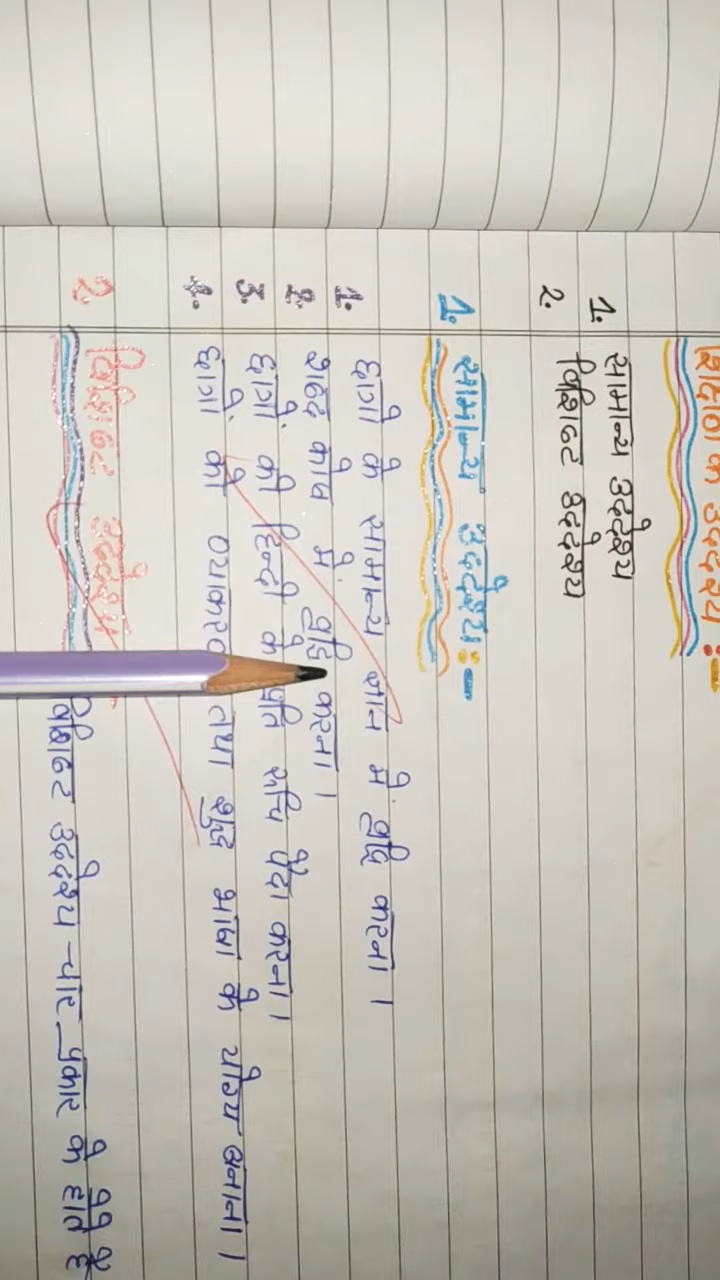 शिक्षण के उद्देश्य :-
1. सामान्य उद्देश्य
2. विशिष्ट उद्देश्य
1. सामान्य उद्देश्य :-
1. छात्रों के सामान्य ज्ञान में वृद्धि करना ।
2. शब्द कोष में वृद्धि करना ।
3. छात्रों की हिन्दी के प्रति रूचि पैदा करना ।
4. छात्रों को व्याकरण तथा शुद्ध भाषा के योग्य बनाना ।
2. विशिष्ट उद्देश्य
विशिष्ट उद्देश्य चार प्रकार के होते है